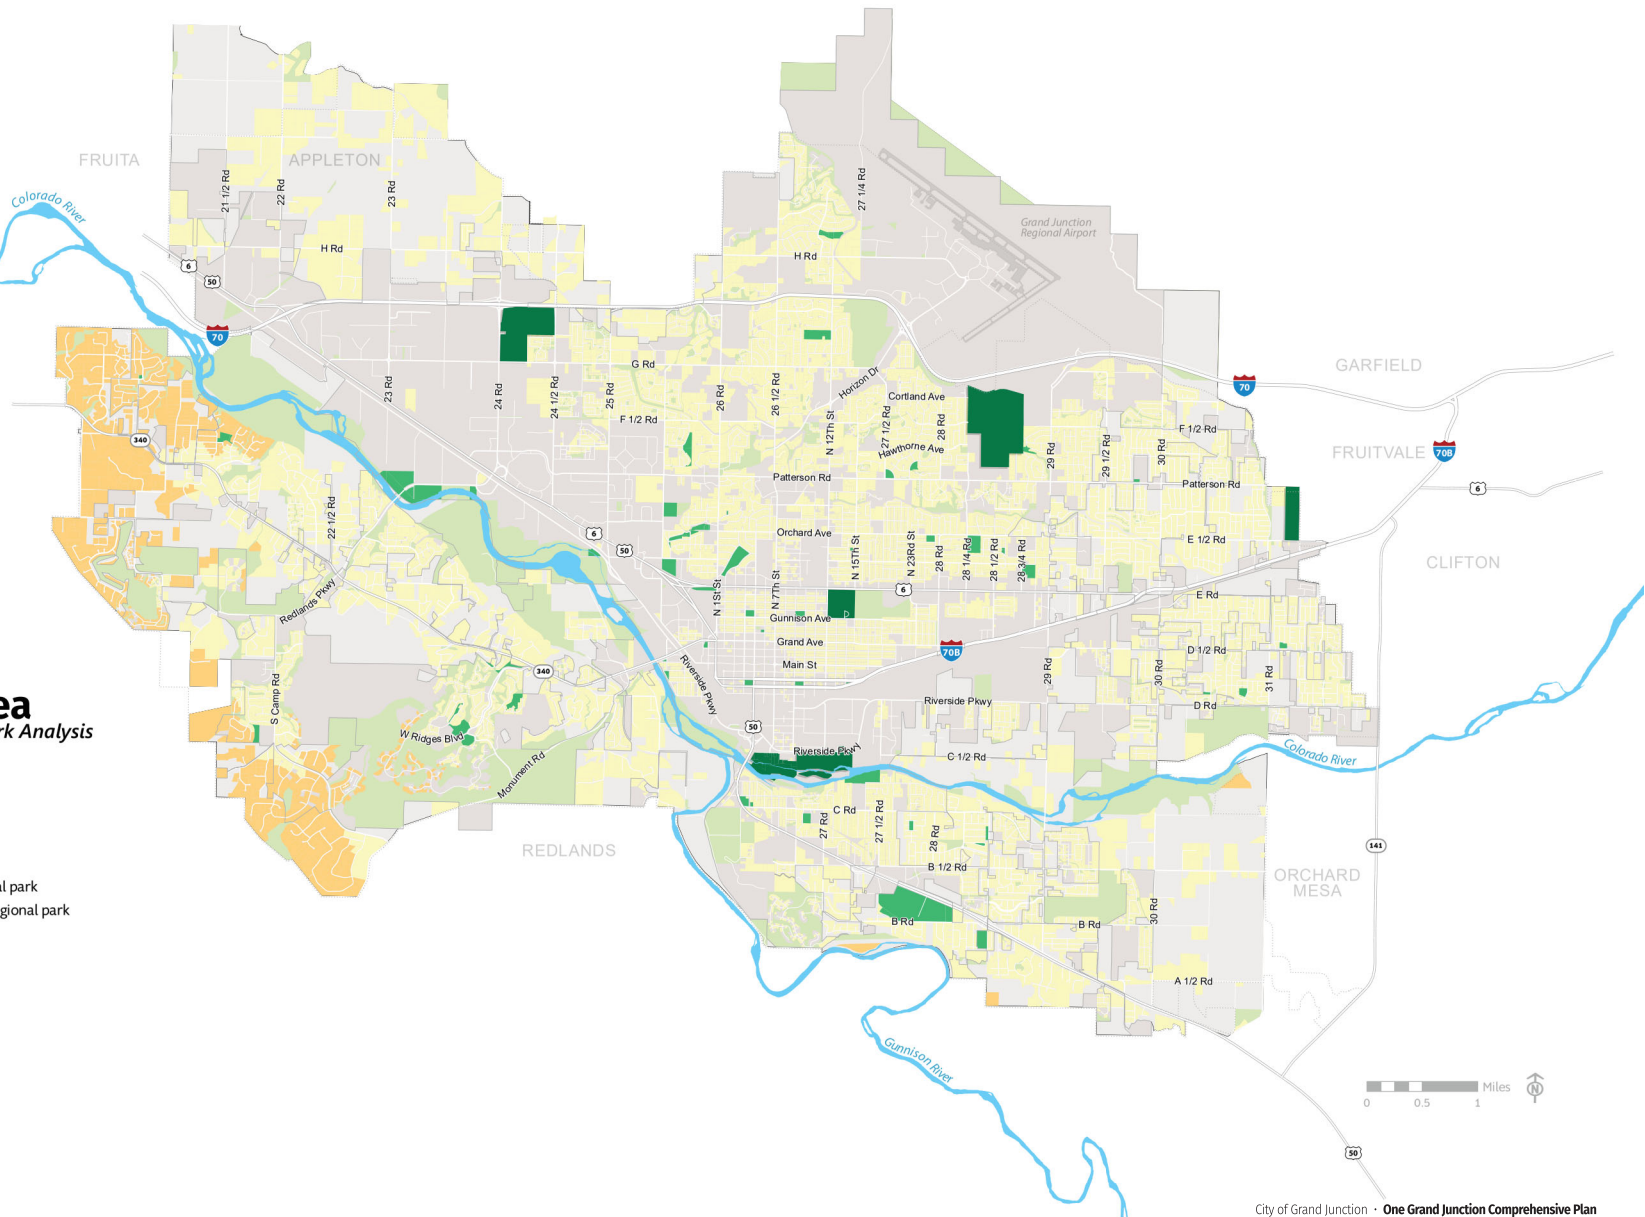 FRUITA
APPLETON
Colorado River
21 1/2 Rd
22 Rd
23 Rd
27 1/4 Rd
Grand Junction
Regional Airport
H Rd
H Rd
6
50
70
GARFIELD
G Rd
23 Rd
24 Rd
24 1/2 Rd
25 Rd
26 Rd
26 1/2 Rd
Horizon Dr
Cortland Ave
70
F 1/2 Rd
N 12Th St
27 1/2 Rd
28 Rd
Hawthorne Ave
29 Rd
29 1/2 Rd
30 Rd
F 1/2 Rd
340
FRUITVALE
70B
Patterson Rd
Patterson Rd
6
22 1/2 Rd
6
50
Orchard Ave
N 15Th St
N 23Rd St
28 Rd
28 1/4 Rd
28 1/2 Rd
28 3/4 Rd
E 1/2 Rd
CLIFTON
Redlands Pkwy
N 1St St
N 7Th St
6
E Rd
Gunnison Ave
Grand Ave
70B
D 1/2 Rd
Main St
340
29 Rd
30 Rd
31 Rd
S Camp Rd
Riverside Pkwy
Riverside Pkwy
D Rd
ea
rk Analysis
W Ridges Blvd
50
Riverside Pkwy
C 1/2 Rd
Colorado River
Monument Rd
C Rd
27 Rd
27 1/2 Rd
28 Rd
141
REDLANDS
B 1/2 Rd
ORCHARD
MESA
l park
gional park
30 Rd
B Rd
B Rd
A 1/2 Rd
Gunnison River
Miles
N
0 0.5 1
50
City of Grand Junction · One Grand Junction Comprehensive Plan